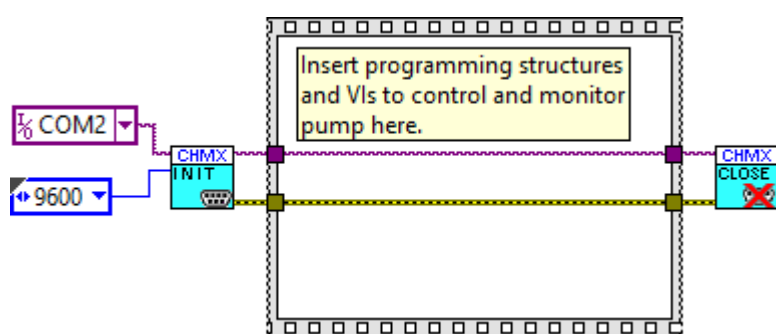 Insert programming structures
and VIs to control and monitor
pump here.
I/O COM2
CHMX
INIT
9600
CHMX
CLOSE